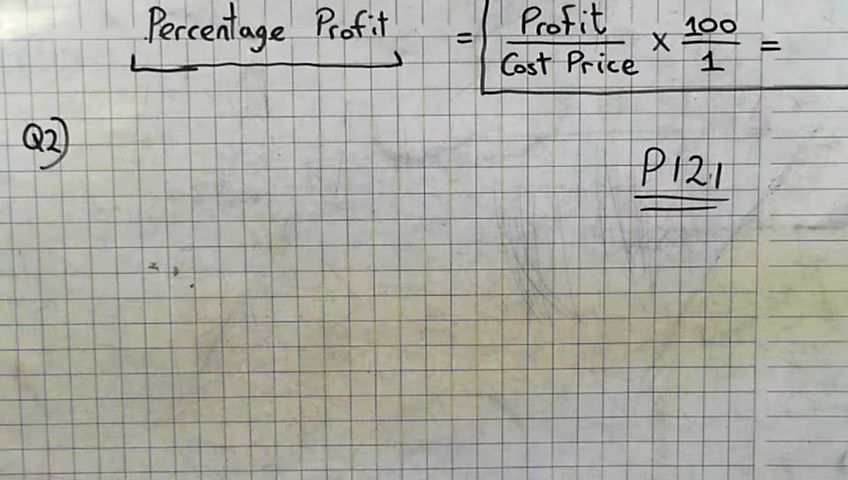 Percentage Profit = Profit / Cost Price × 100 / 1 =
Q2)
P121